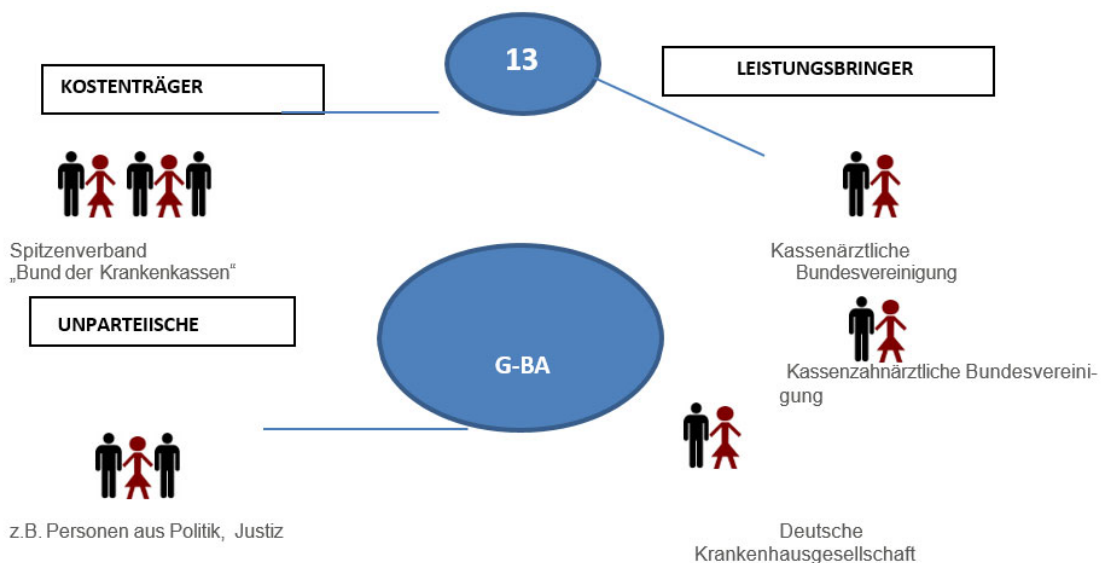 13
KOSTENTRÄGER
LEISTUNGSBRINGER
Spitzenverband
„Bund der Krankenkassen“
Kassenärztliche
Bundesvereinigung
UNPARTEIISCHE
G-BA
Kassenzahnärztliche Bundesvereini-
gung
z.B. Personen aus Politik, Justiz
Deutsche
Krankenhausgesellschaft